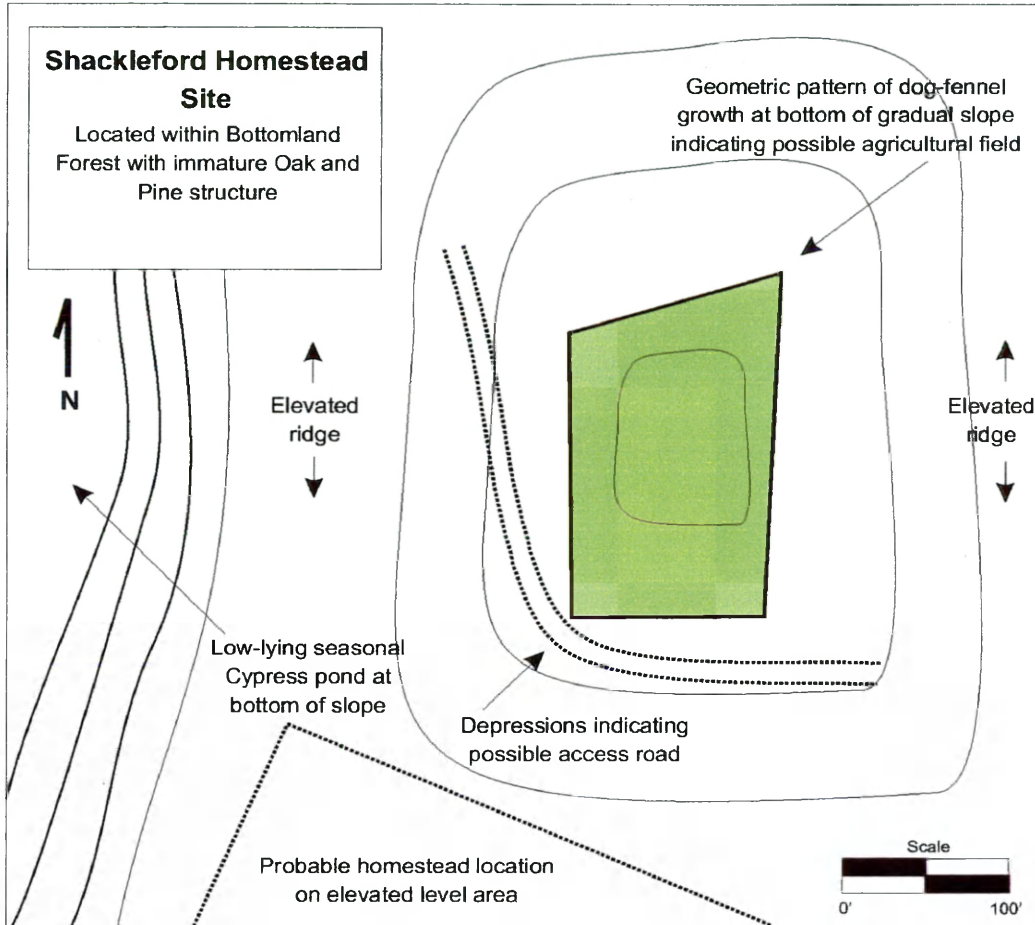 Shackleford Homestead
Site
Located within Bottomland
Forest with immature Oak and
Pine structure
Geometric pattern of dog-fennel
growth at bottom of gradual slope
indicating possible agricultural field
N
Elevated
ridge
Elevated
ridge
Low-lying seasonal
Cypress pond at
bottom of slope
Depressions indicating
possible access road
Probable homestead location
on elevated level area
Scale
0'
100'